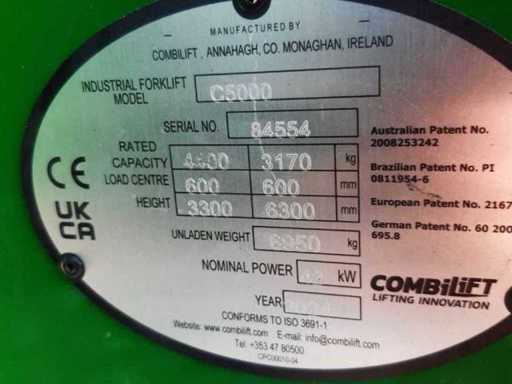 MANUFACTURED BY
COMBILIFT , ANNAHAGH, CO. MONAGHAN, IRELAND
INDUSTRIAL FORKLIFT MODEL C5000
SERIAL NO. 84554
RATED CAPACITY 3170 kg
LOAD CENTRE 600 600 mm
HEIGHT 3300 6300 mm
UNLADEN WEIGHT kg
NOMINAL POWER kW
YEAR
CONFORMS TO ISO 3691-1
Website: www.combilift.com E-mail: info@combilift.com
Tel: +353 47 80500
CE
UK
CA
Australian Patent No.
2008253242
Brazilian Patent No. PI
0811954-6
European Patent No. 2167
German Patent No. 60 200
695.8
COMBiLiFT
LIFTING INNOVATION